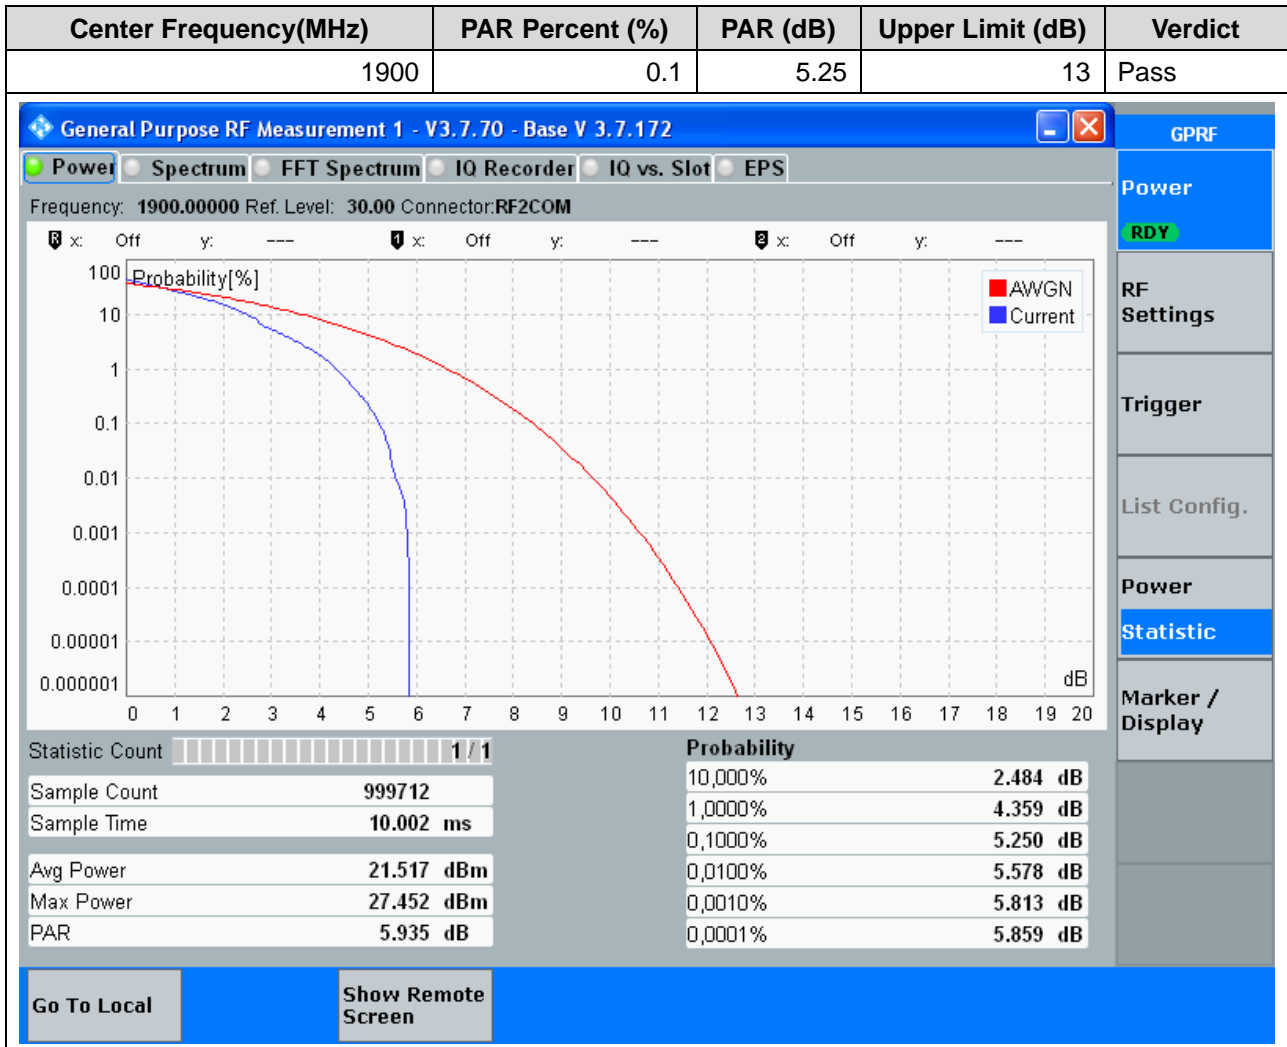 Center Frequency(MHz) PAR Percent (%) PAR (dB) Upper Limit (dB) Verdict
1900 0.1 5.25 13 Pass
General Purpose RF Measurement 1 - V3.7.70 - Base V 3.7.172
GPRF
Power Spectrum FFT Spectrum IQ Recorder IQ vs. Slot EPS
Frequency: 1900.00000 Ref. Level: 30.00 Connector:RF2COM
R x: Off y: --- 1 x: Off y: --- 2 x: Off y: ---
Probability[%]
100
10
1
0.1
0.01
0.001
0.0001
0.00001
0.000001
AWGN
Current
dB
0 1 2 3 4 5 6 7 8 9 10 11 12 13 14 15 16 17 18 19 20
Statistic Count 1 / 1
Sample Count 999712
Sample Time 10.002 ms
Avg Power 21.517 dBm
Max Power 27.452 dBm
PAR 5.935 dB
Probability
10,000% 2.484 dB
1,0000% 4.359 dB
0,1000% 5.250 dB
0,0100% 5.578 dB
0,0010% 5.813 dB
0,0001% 5.859 dB
Power
RDY
RF
Settings
Trigger
List Config.
Power
Statistic
Marker /
Display
Go To Local
Show Remote
Screen